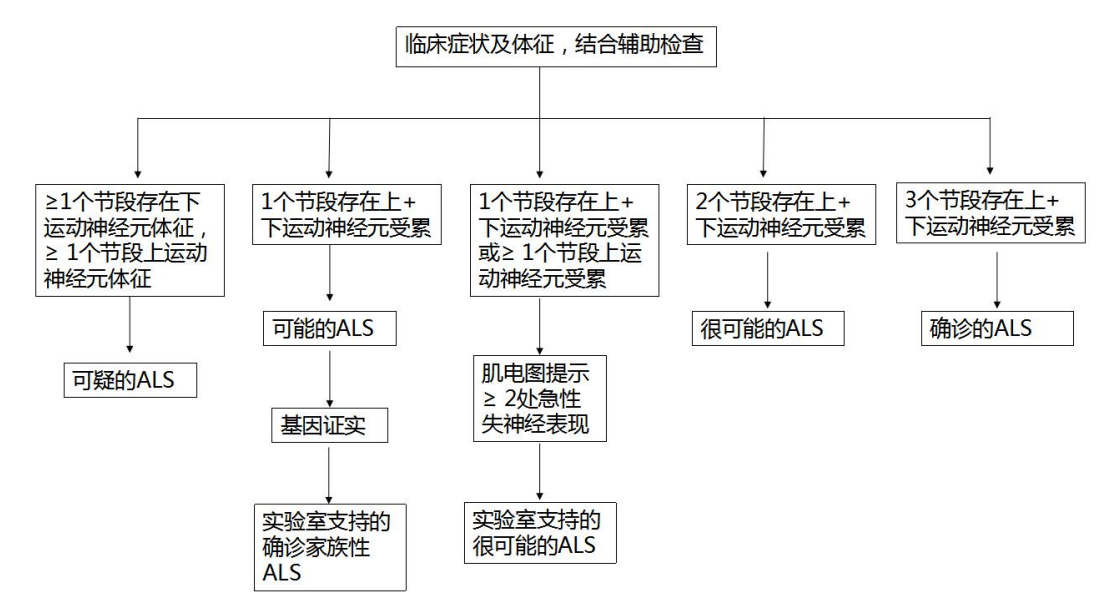 临床症状及体征，结合辅助检查
≥1个节段存在下
运动神经元体征，
≥ 1个节段上运动
神经元体征
可疑的ALS
1个节段存在上+
下运动神经元受累
可能的ALS
基因证实
实验室支持的
确诊家族性
ALS
1个节段存在上+
下运动神经元受累
或≥ 1个节段上运
动神经元受累
肌电图提示
≥ 2处急性
失神经表现
实验室支持的
很可能的ALS
2个节段存在上+
下运动神经元受累
很可能的ALS
3个节段存在上+
下运动神经元受累
确诊的ALS